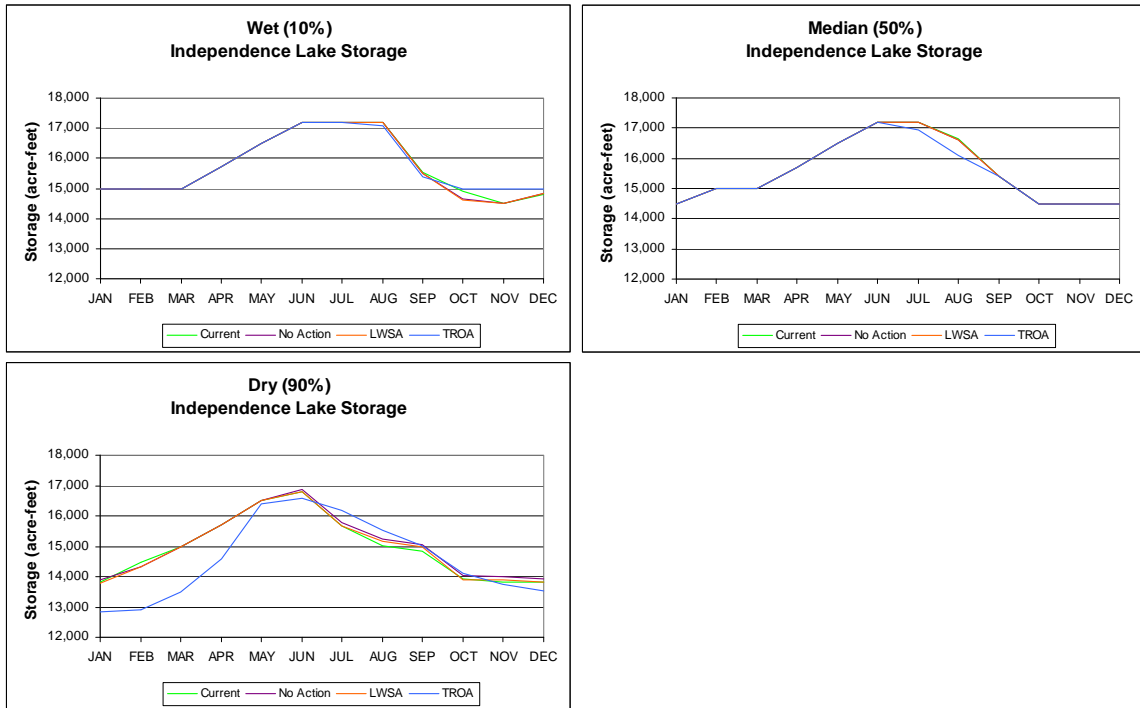 Wet (10%)
Independence Lake Storage
Storage (acre-feet)
18,000
17,000
16,000
15,000
14,000
13,000
12,000
JAN FEB MAR APR MAY JUN JUL AUG SEP OCT NOV DEC
Current No Action LWSA TROA
Median (50%)
Independence Lake Storage
Storage (acre-feet)
18,000
17,000
16,000
15,000
14,000
13,000
12,000
JAN FEB MAR APR MAY JUN JUL AUG SEP OCT NOV DEC
Current No Action LWSA TROA
Dry (90%)
Independence Lake Storage
Storage (acre-feet)
18,000
17,000
16,000
15,000
14,000
13,000
12,000
JAN FEB MAR APR MAY JUN JUL AUG SEP OCT NOV DEC
Current No Action LWSA TROA